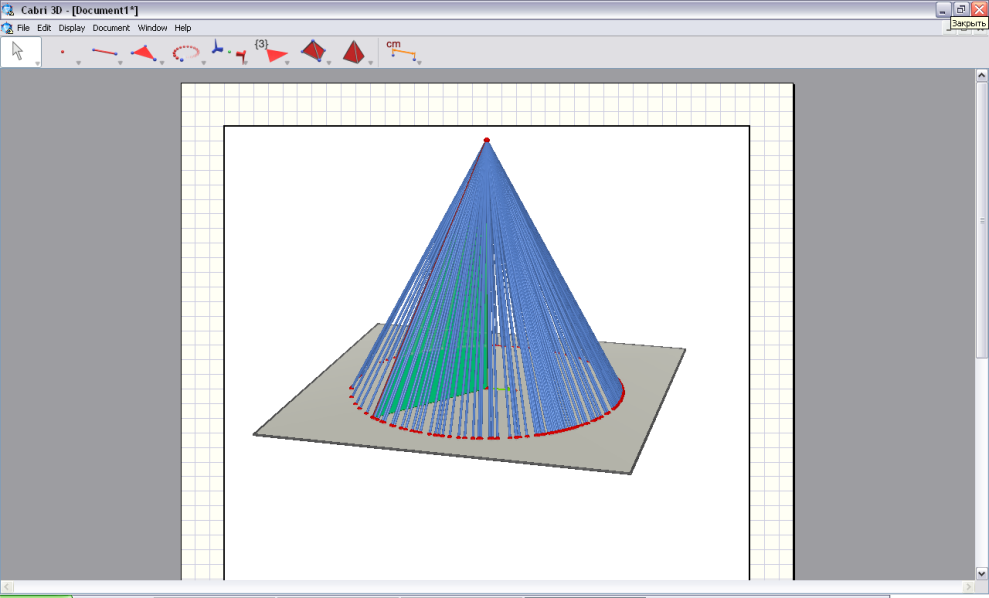 Cabri 3D - [Document1*]
Закрыть
File Edit Display Document Window Help
{3}
cm